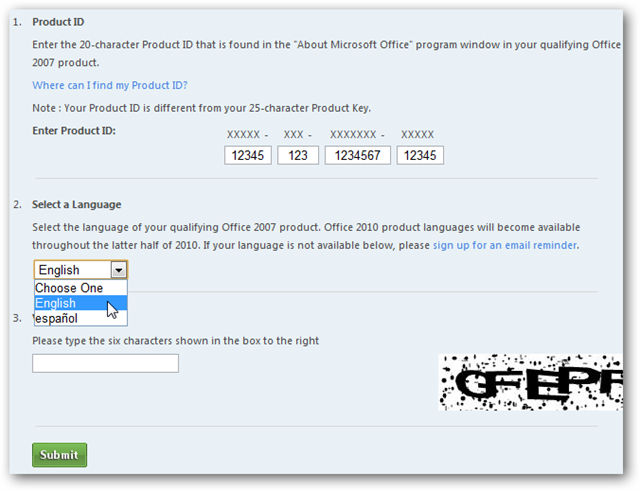 1. Product ID
Enter the 20-character Product ID that is found in the "About Microsoft Office" program window in your qualifying Office
2007 product.
Where can I find my Product ID?
Note : Your Product ID is different from your 25-character Product Key.
Enter Product ID: XXXXX - XXX - XXXXXXX - XXXXX
12345 123 1234567 12345
2. Select a Language
Select the language of your qualifying Office 2007 product. Office 2010 product languages will become available
throughout the latter half of 2010. If your language is not available below, please sign up for an email reminder.
English
Choose One
English
español
3.
Please type the six characters shown in the box to the right
Submit